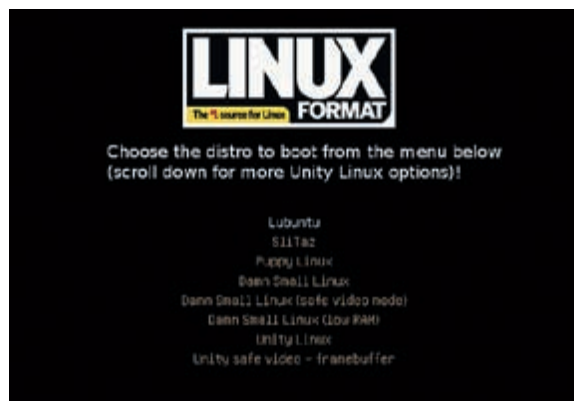 LINUX
FORMAT
The #1 source for Linux
Choose the distro to boot from the menu below
(scroll down for more Unity Linux options)!
Lubuntu
SliTaz
Puppy Linux
Damn Small Linux
Damn Small Linux (safe video mode)
Damn Small Linux (low RAM)
Unity Linux
Unity safe video - framebuffer